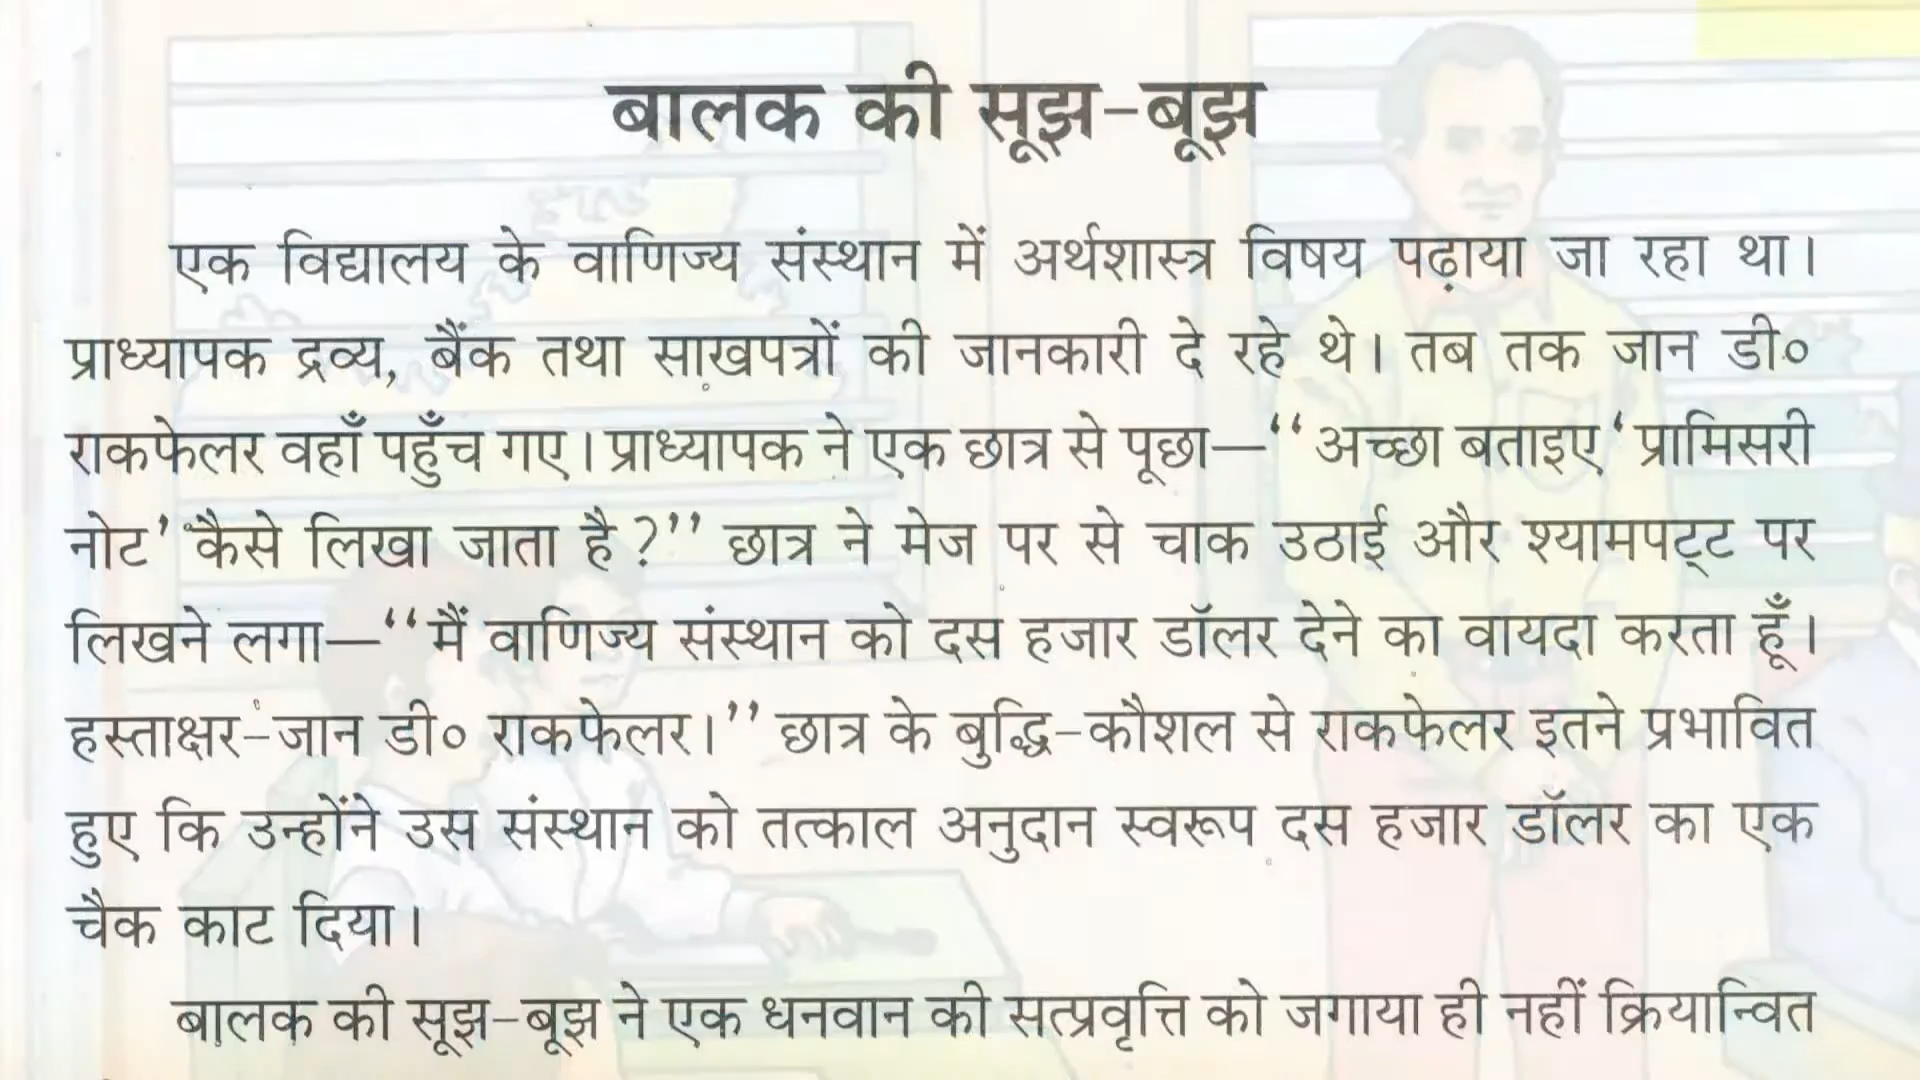 बालक की सूझ-बूझ
एक विद्यालय के वाणिज्य संस्थान में अर्थशास्त्र विषय पढ़ाया जा रहा था।
प्राध्यापक द्रव्य, बैंक तथा साखपत्रों की जानकारी दे रहे थे। तब तक जान डी०
राकफेलर वहाँ पहुँच गए। प्राध्यापक ने एक छात्र से पूछा—‘‘अच्छा बताइए ‘प्रामिसरी
नोट’ कैसे लिखा जाता है?’’ छात्र ने मेज पर से चाक उठाई और श्यामपट्ट पर
लिखने लगा—‘‘मैं वाणिज्य संस्थान को दस हजार डॉलर देने का वायदा करता हूँ।
हस्ताक्षर-जान डी० राकफेलर।’’ छात्र के बुद्धि-कौशल से राकफेलर इतने प्रभावित
हुए कि उन्होंने उस संस्थान को तत्काल अनुदान स्वरूप दस हजार डॉलर का एक
चैक काट दिया।
बालक की सूझ-बूझ ने एक धनवान की सत्प्रवृत्ति को जगाया ही नहीं क्रियान्वित